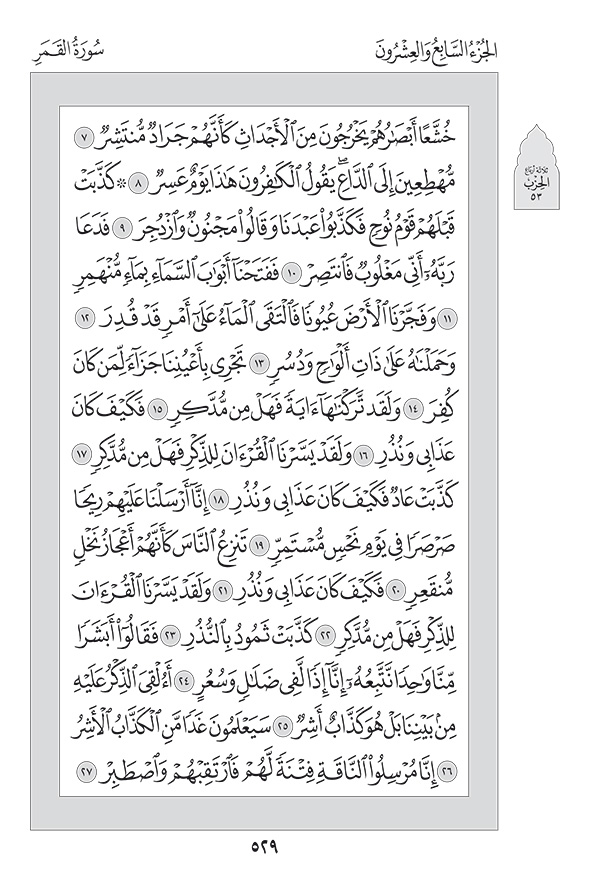 الجُزْءُ السَّابِعُ وَالعِشْرُونَ
سُورَةُ القَمَرِ
خُشَّعًا أَبْصَٰرُهُمْ يَخْرُجُونَ مِنَ ٱلْأَجْدَاثِ كَأَنَّهُمْ جَرَادٌ مُّنتَشِرٌ ٧
مُّهْطِعِينَ إِلَى ٱلدَّاعِ ۖ يَقُولُ ٱلْكَٰفِرُونَ هَٰذَا يَوْمٌ عَسِرٌ ٨ ۞ كَذَّبَتْ
قَبْلَهُمْ قَوْمُ نُوحٍ فَكَذَّبُوا۟ عَبْدَنَا وَقَالُوا۟ مَجْنُونٌ وَٱزْدُجِرَ ٩ فَدَعَا
رَبَّهُۥٓ أَنِّى مَغْلُوبٌ فَٱنتَصِرْ ١٠ فَفَتَحْنَآ أَبْوَٰبَ ٱلسَّمَآءِ بِمَآءٍ مُّنْهَمِرٍ
١١ وَفَجَّرْنَا ٱلْأَرْضَ عُيُونًا فَٱلْتَقَى ٱلْمَآءُ عَلَىٰٓ أَمْرٍ قَدْ قُدِرَ ١٢
وَحَمَلْنَٰهُ عَلَىٰ ذَاتِ أَلْوَٰحٍ وَدُسُرٍ ١٣ تَجْرِى بِأَعْيُنِنَا جَزَآءً لِّمَن كَانَ
كُفِرَ ١٤ وَلَقَد تَّرَكْنَٰهَآ ءَايَةً فَهَلْ مِن مُّدَّكِرٍ ١٥ فَكَيْفَ كَانَ
عَذَابِى وَنُذُرِ ١٦ وَلَقَدْ يَسَّرْنَا ٱلْقُرْءَانَ لِلذِّكْرِ فَهَلْ مِن مُّدَّكِرٍ ١٧
كَذَّبَتْ عَادٌ فَكَيْفَ كَانَ عَذَابِى وَنُذُرِ ١٨ إِنَّآ أَرْسَلْنَا عَلَيْهِمْ رِيحًا
صَرْصَرًا فِى يَوْمِ نَحْسٍ مُّسْتَمِرٍّ ١٩ تَنزِعُ ٱلنَّاسَ كَأَنَّهُمْ أَعْجَازُ نَخْلٍ
مُّنقَعِرٍ ٢٠ فَكَيْفَ كَانَ عَذَابِى وَنُذُرِ ٢١ وَلَقَدْ يَسَّرْنَا ٱلْقُرْءَانَ
لِلذِّكْرِ فَهَلْ مِن مُّدَّكِرٍ ٢٢ كَذَّبَتْ ثَمُودُ بِٱلنُّذُرِ ٢٣ فَقَالُوٓا۟ أَبَشَرًا
مِّنَّا وَٰحِدًا نَّتَّبِعُهُۥٓ إِنَّآ إِذًا لَّفِى ضَلَٰلٍ وَسُعُرٍ ٢٤ أَءُلْقِىَ ٱلذِّكْرُ عَلَيْهِ
مِنۢ بَيْنِنَا بَلْ هُوَ كَذَّابٌ أَشِرٌ ٢٥ سَيَعْلَمُونَ غَدًا مَّنِ ٱلْكَذَّابُ ٱلْأَشِرُ
٢٦ إِنَّا مُرْسِلُوا۟ ٱلنَّاقَةِ فِتْنَةً لَّهُمْ فَٱرْتَقِبْهُمْ وَٱصْطَبِرْ ٢٧
ثلاثة أرباع
الحِزْب
٥٣
٥٢٩